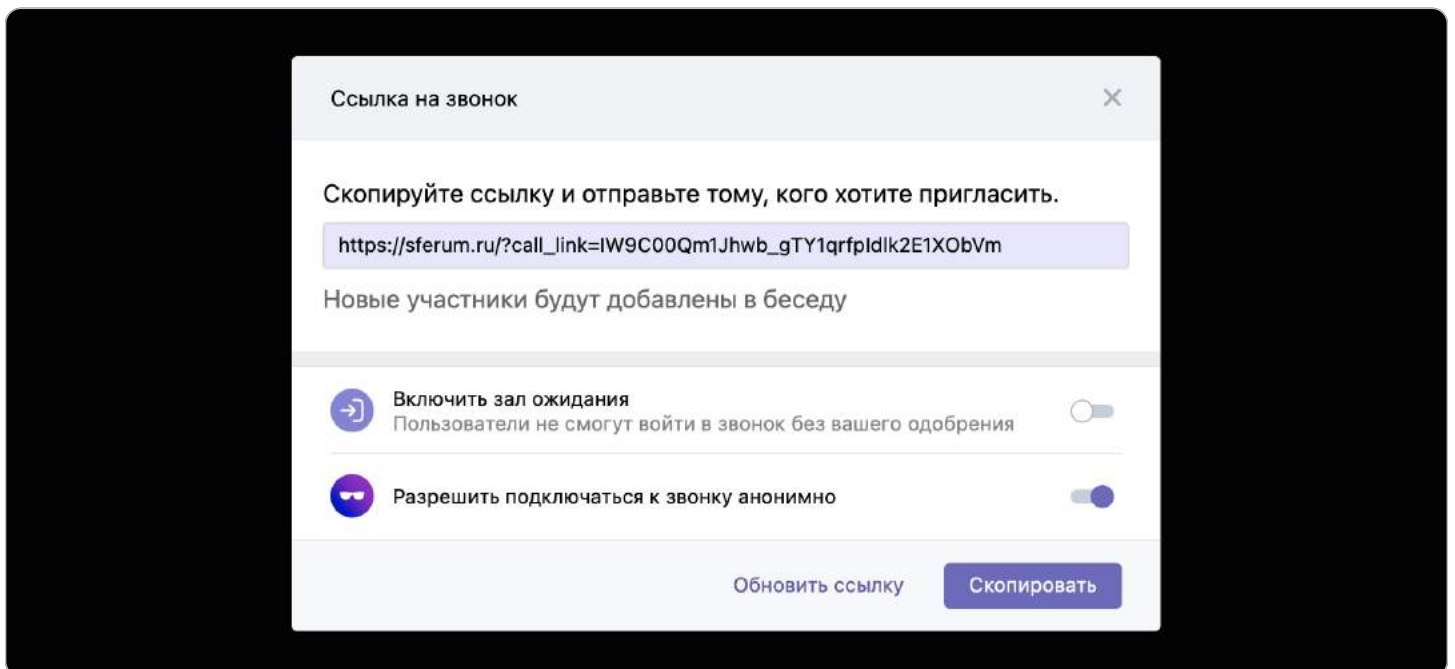 Ссылка на звонок
Скопируйте ссылку и отправьте тому, кого хотите пригласить.
https://sferum.ru/?call_link=IW9C00Qm1Jhwb_gTY1qrfpIdlk2E1XObVm
Новые участники будут добавлены в беседу
Включить зал ожидания
Пользователи не смогут войти в звонок без вашего одобрения
Разрешить подключаться к звонку анонимно
Обновить ссылку
Скопировать